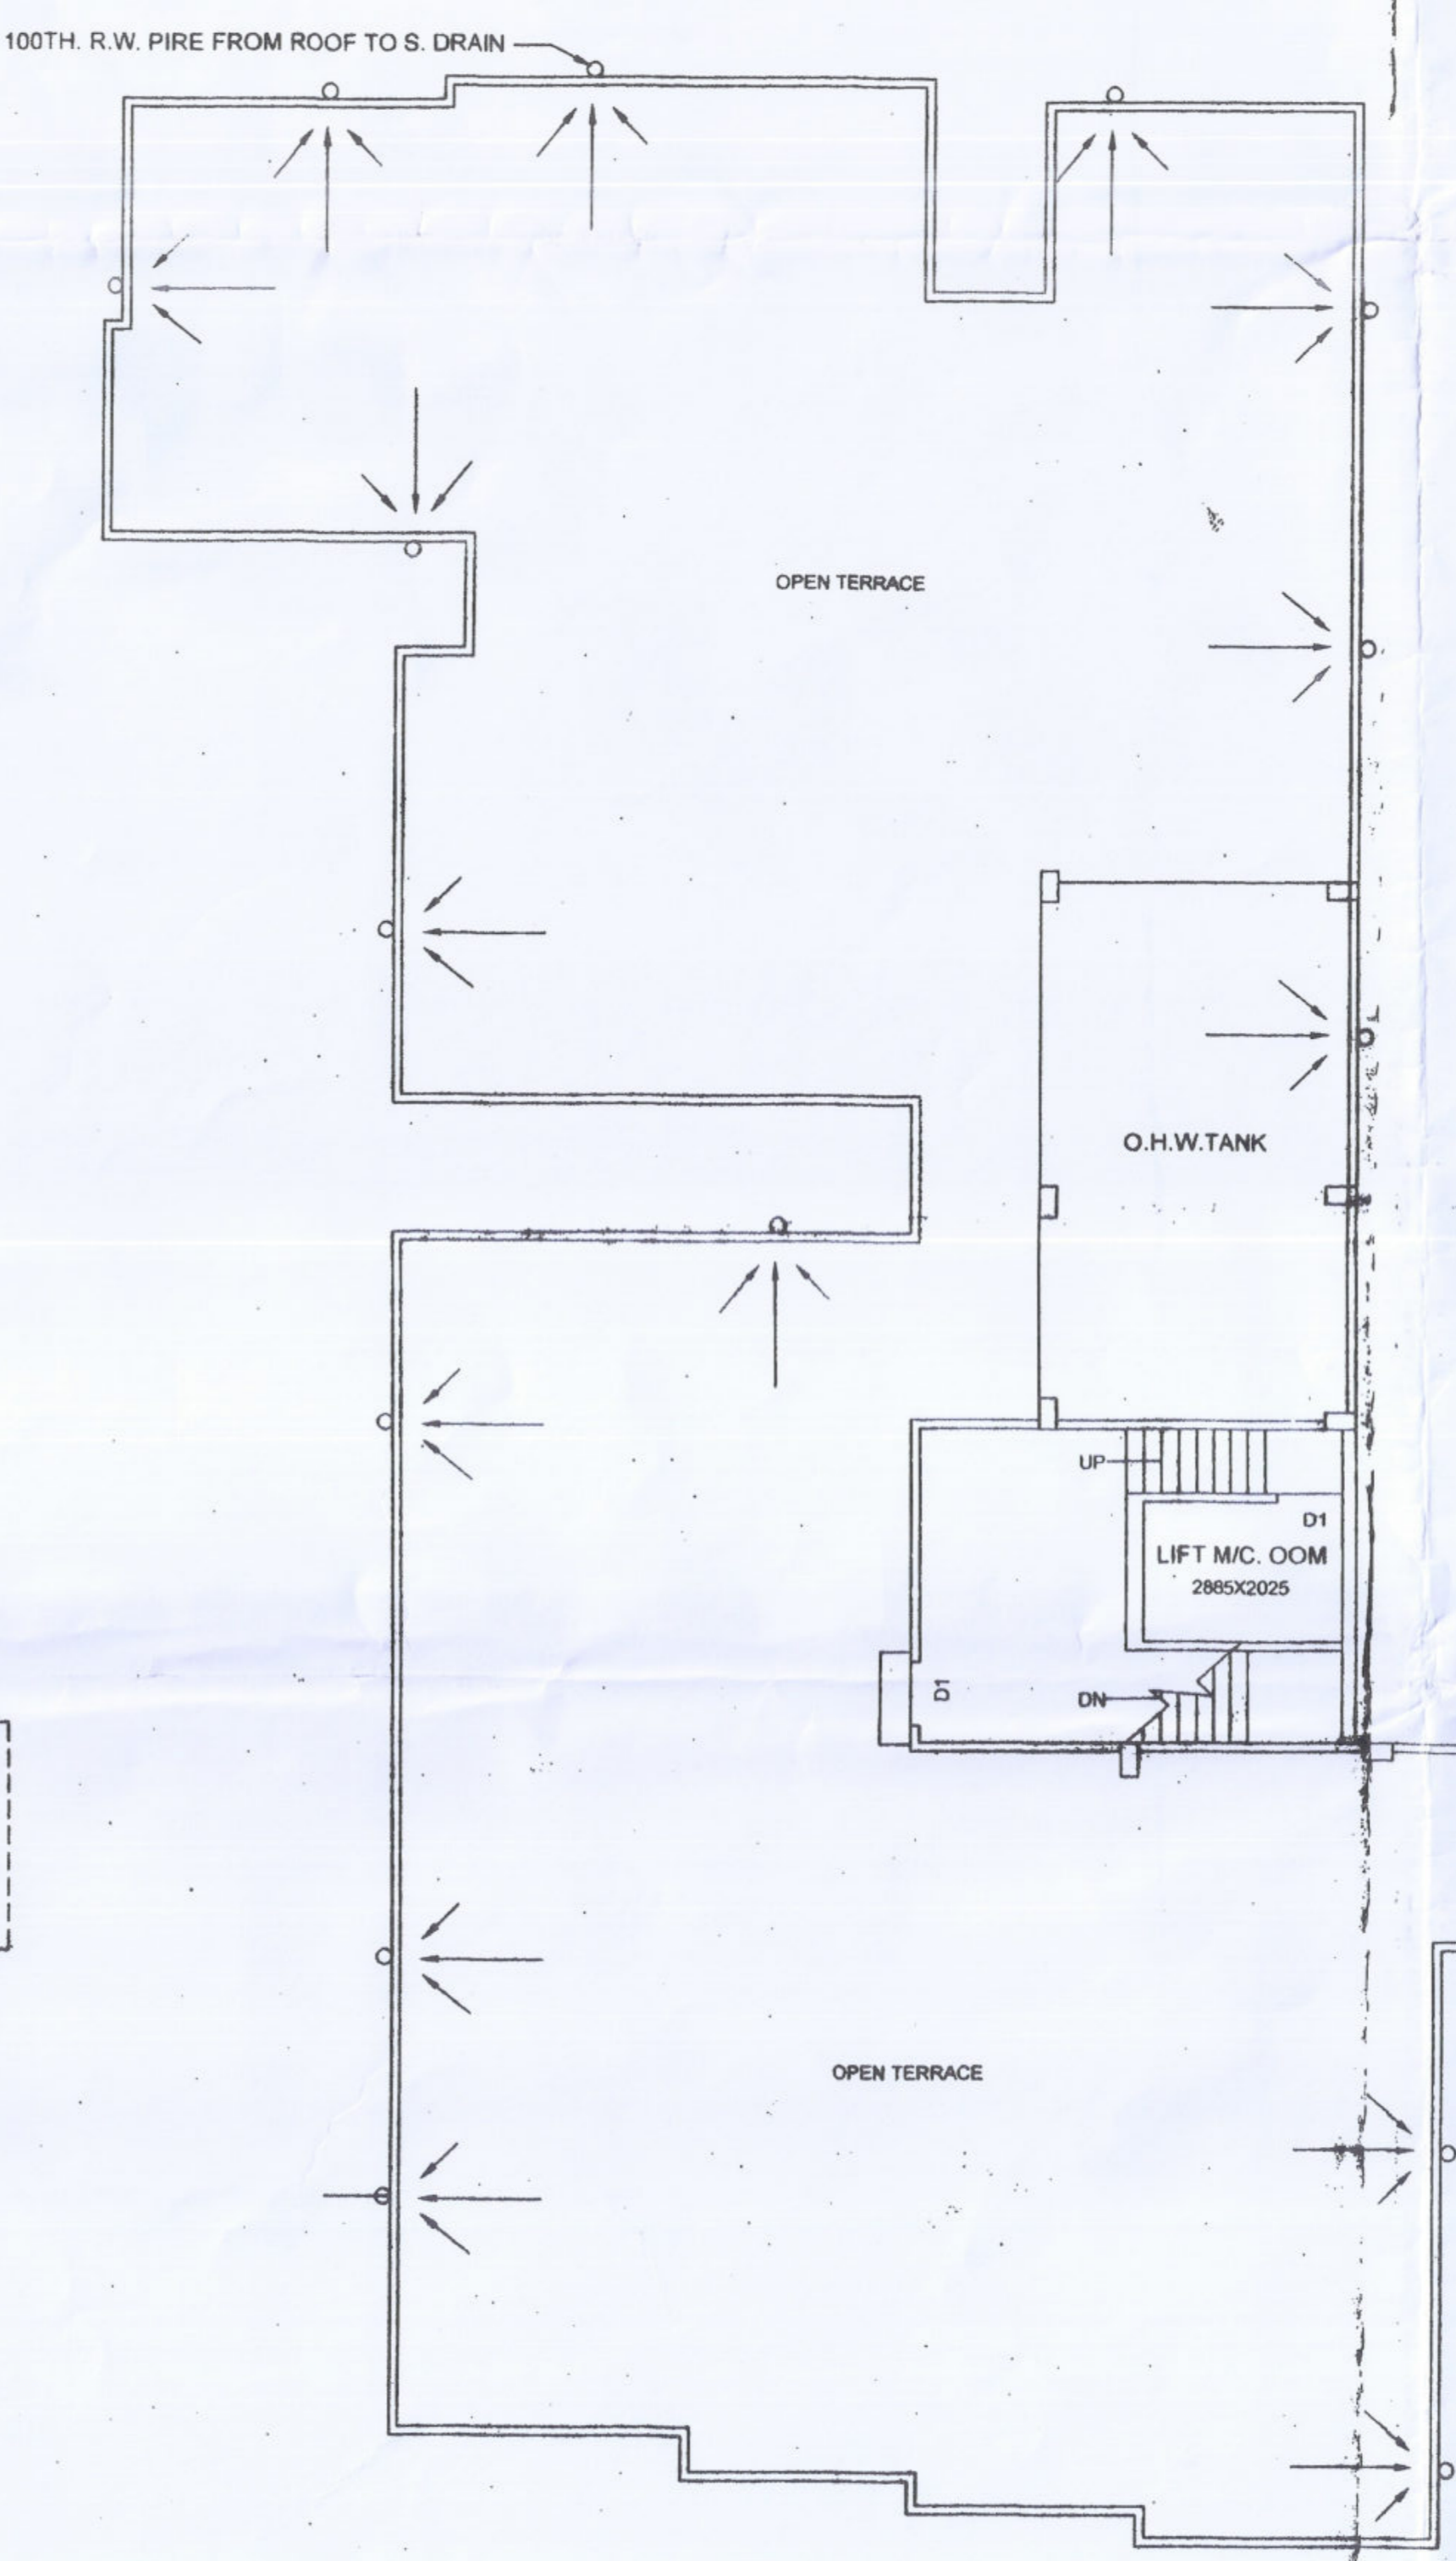 100TH. R.W. PIRE FROM ROOF TO S. DRAIN
OPEN TERRACE
O.H.W.TANK
UP
D1
LIFT M/C. OOM
2885X2025
D1
DN
OPEN TERRACE